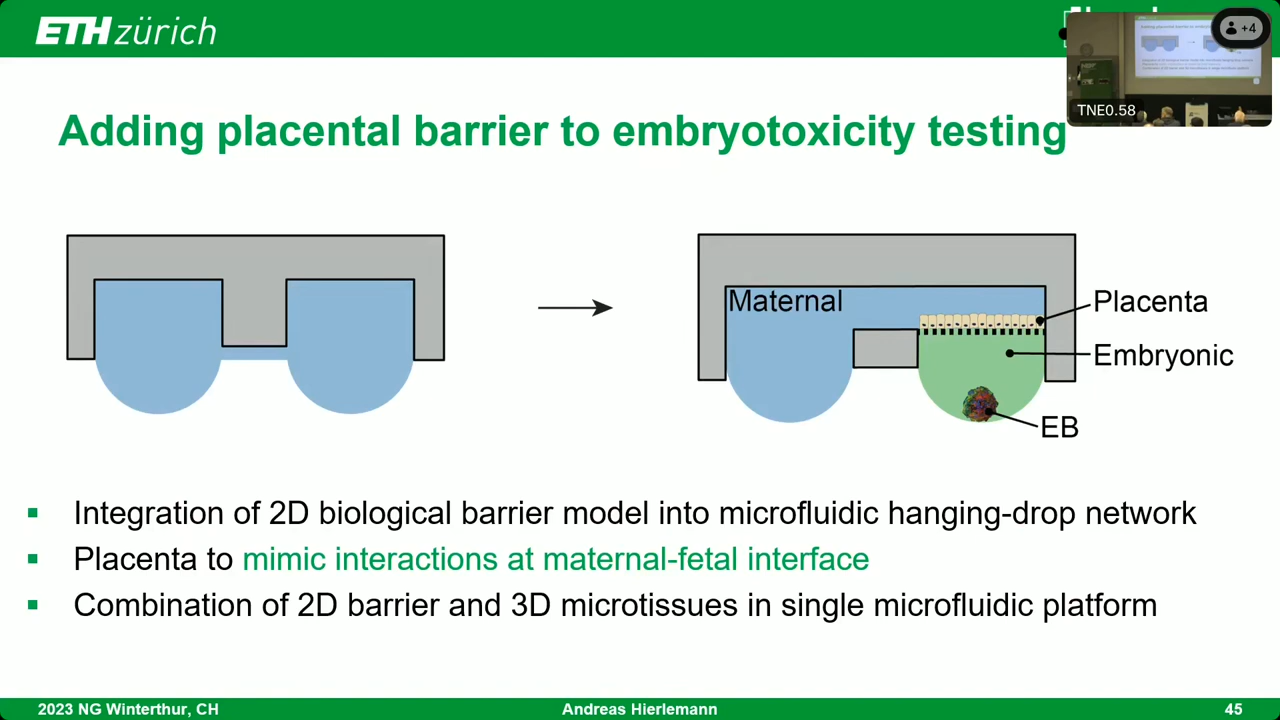 ETH zürich
+4
TNE0.58
Adding placental barrier to embryotoxicity testing
Maternal
Placenta
Embryonic
EB
Integration of 2D biological barrier model into microfluidic hanging-drop network
Placenta to mimic interactions at maternal-fetal interface
Combination of 2D barrier and 3D microtissues in single microfluidic platform
2023 NG Winterthur, CH
Andreas Hierlemann
45